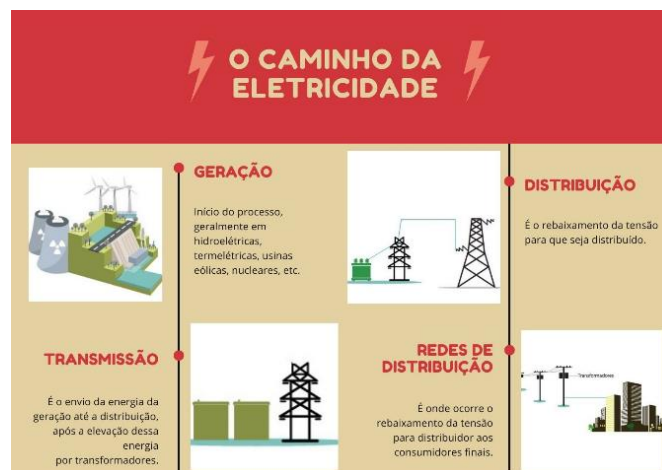 O CAMINHO DA
ELETRICIDADE
GERAÇÃO
Início do processo,
geralmente em
hidroelétricas,
termelétricas, usinas
eólicas, nucleares, etc.
TRANSMISSÃO
É o envio da energia da
geração até a distribuição,
após a elevação dessa
energia
por transformadores.
DISTRIBUIÇÃO
É o rebaixamento da tensão
para que seja distribuído.
REDES DE
DISTRIBUIÇÃO
É onde ocorre o
rebaixamento da tensão
para distribuidor aos
consumidores finais.
Transformadores